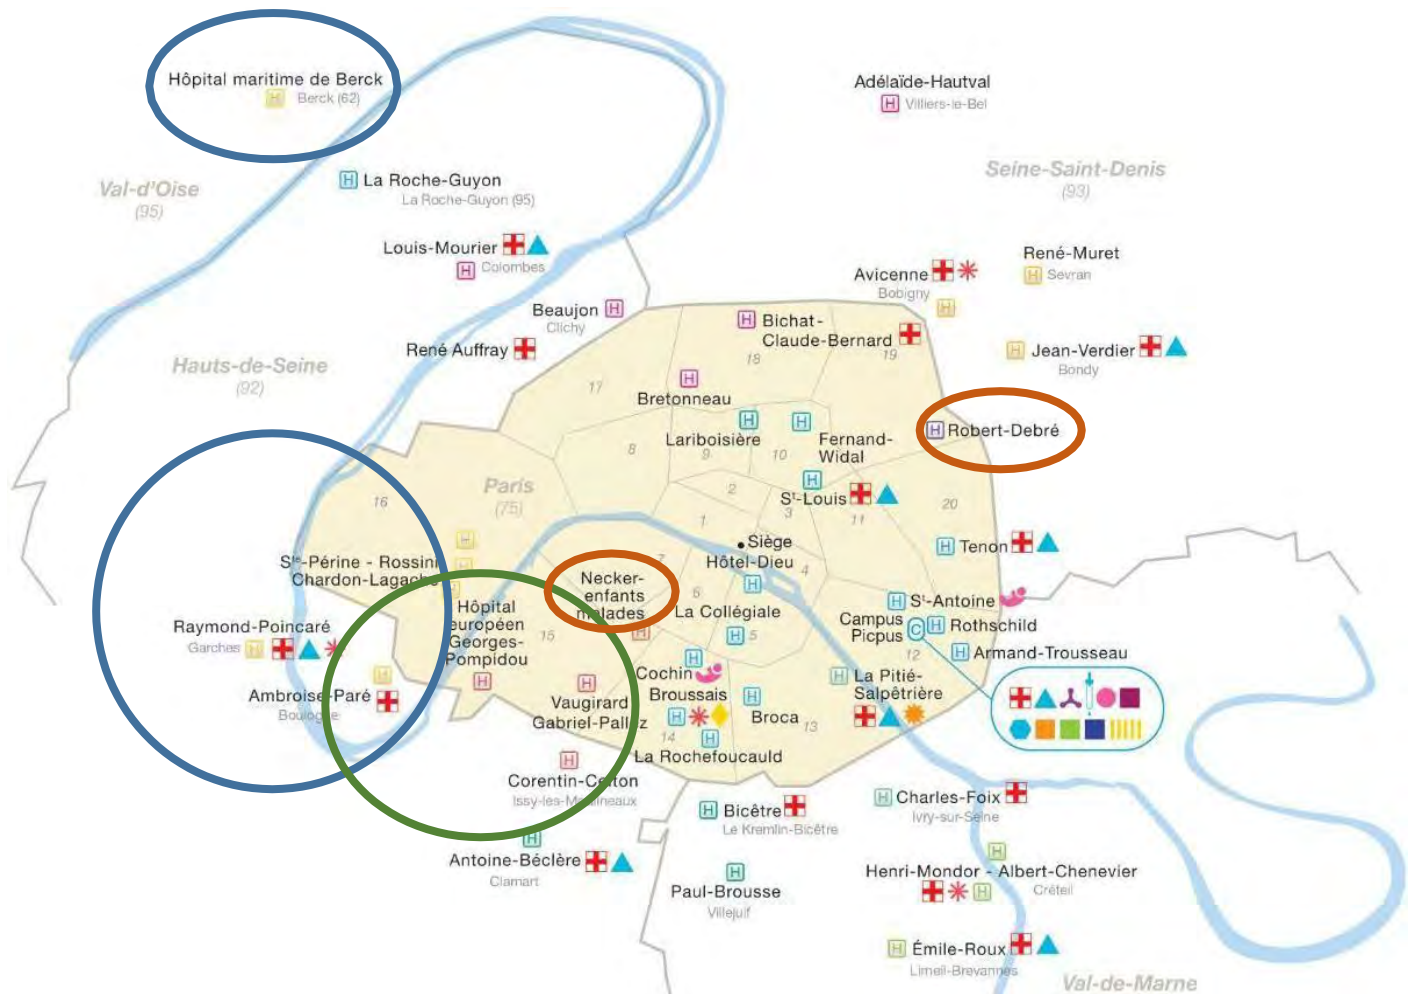 Hôpital maritime de Berck
H Berck (62)
Adélaïde-Hautval
H Villiers-le-Bel
Val-d'Oise
(95)
H La Roche-Guyon
La Roche-Guyon (95)
Seine-Saint-Denis
(93)
Louis-Mourier
H Colombes
Avicenne
Bobigny
H
René-Muret
H Sevran
Beaujon H
Clichy
René Auffray
H Bichat-
Claude-Bernard
18
19
H Jean-Verdier
Bondy
Hauts-de-Seine
(92)
17
H
Bretonneau
H
Lariboisière
H
Fernand-
Widal
H Robert-Debré
8
9
10
H
St-Louis
2
3
11
20
16
Paris
(75)
1
Siège
Hôtel-Dieu
H
4
H Tenon
H
H
H
Ste-Périne - Rossini
Chardon-Lagache
7
Necker-
enfants
malades
H
6
La Collégiale
H
5
H St-Antoine
Campus
Picpus
C
H Rothschild
12
H Armand-Trousseau
Hôpital
européen
Georges-
Pompidou
H
15
Raymond-Poincaré
Garches H
H
Ambroise-Paré
Boulogne
H
Vaugirard
Gabriel-Pallez
H
Cochin
Broussais
H
14
H
La Rochefoucauld
H
Broca
13
H La Pitié-
Salpêtrière
H
Corentin-Celton
Issy-les-Moulineaux
H Bicêtre
Le Kremlin-Bicêtre
H Charles-Foix
Ivry-sur-Seine
H
Antoine-Béclère
Clamart
H
Paul-Brousse
Villejuif
H
Henri-Mondor - Albert-Chenevier
H Créteil
H Émile-Roux
Limeil-Brevannes
Val-de-Marne